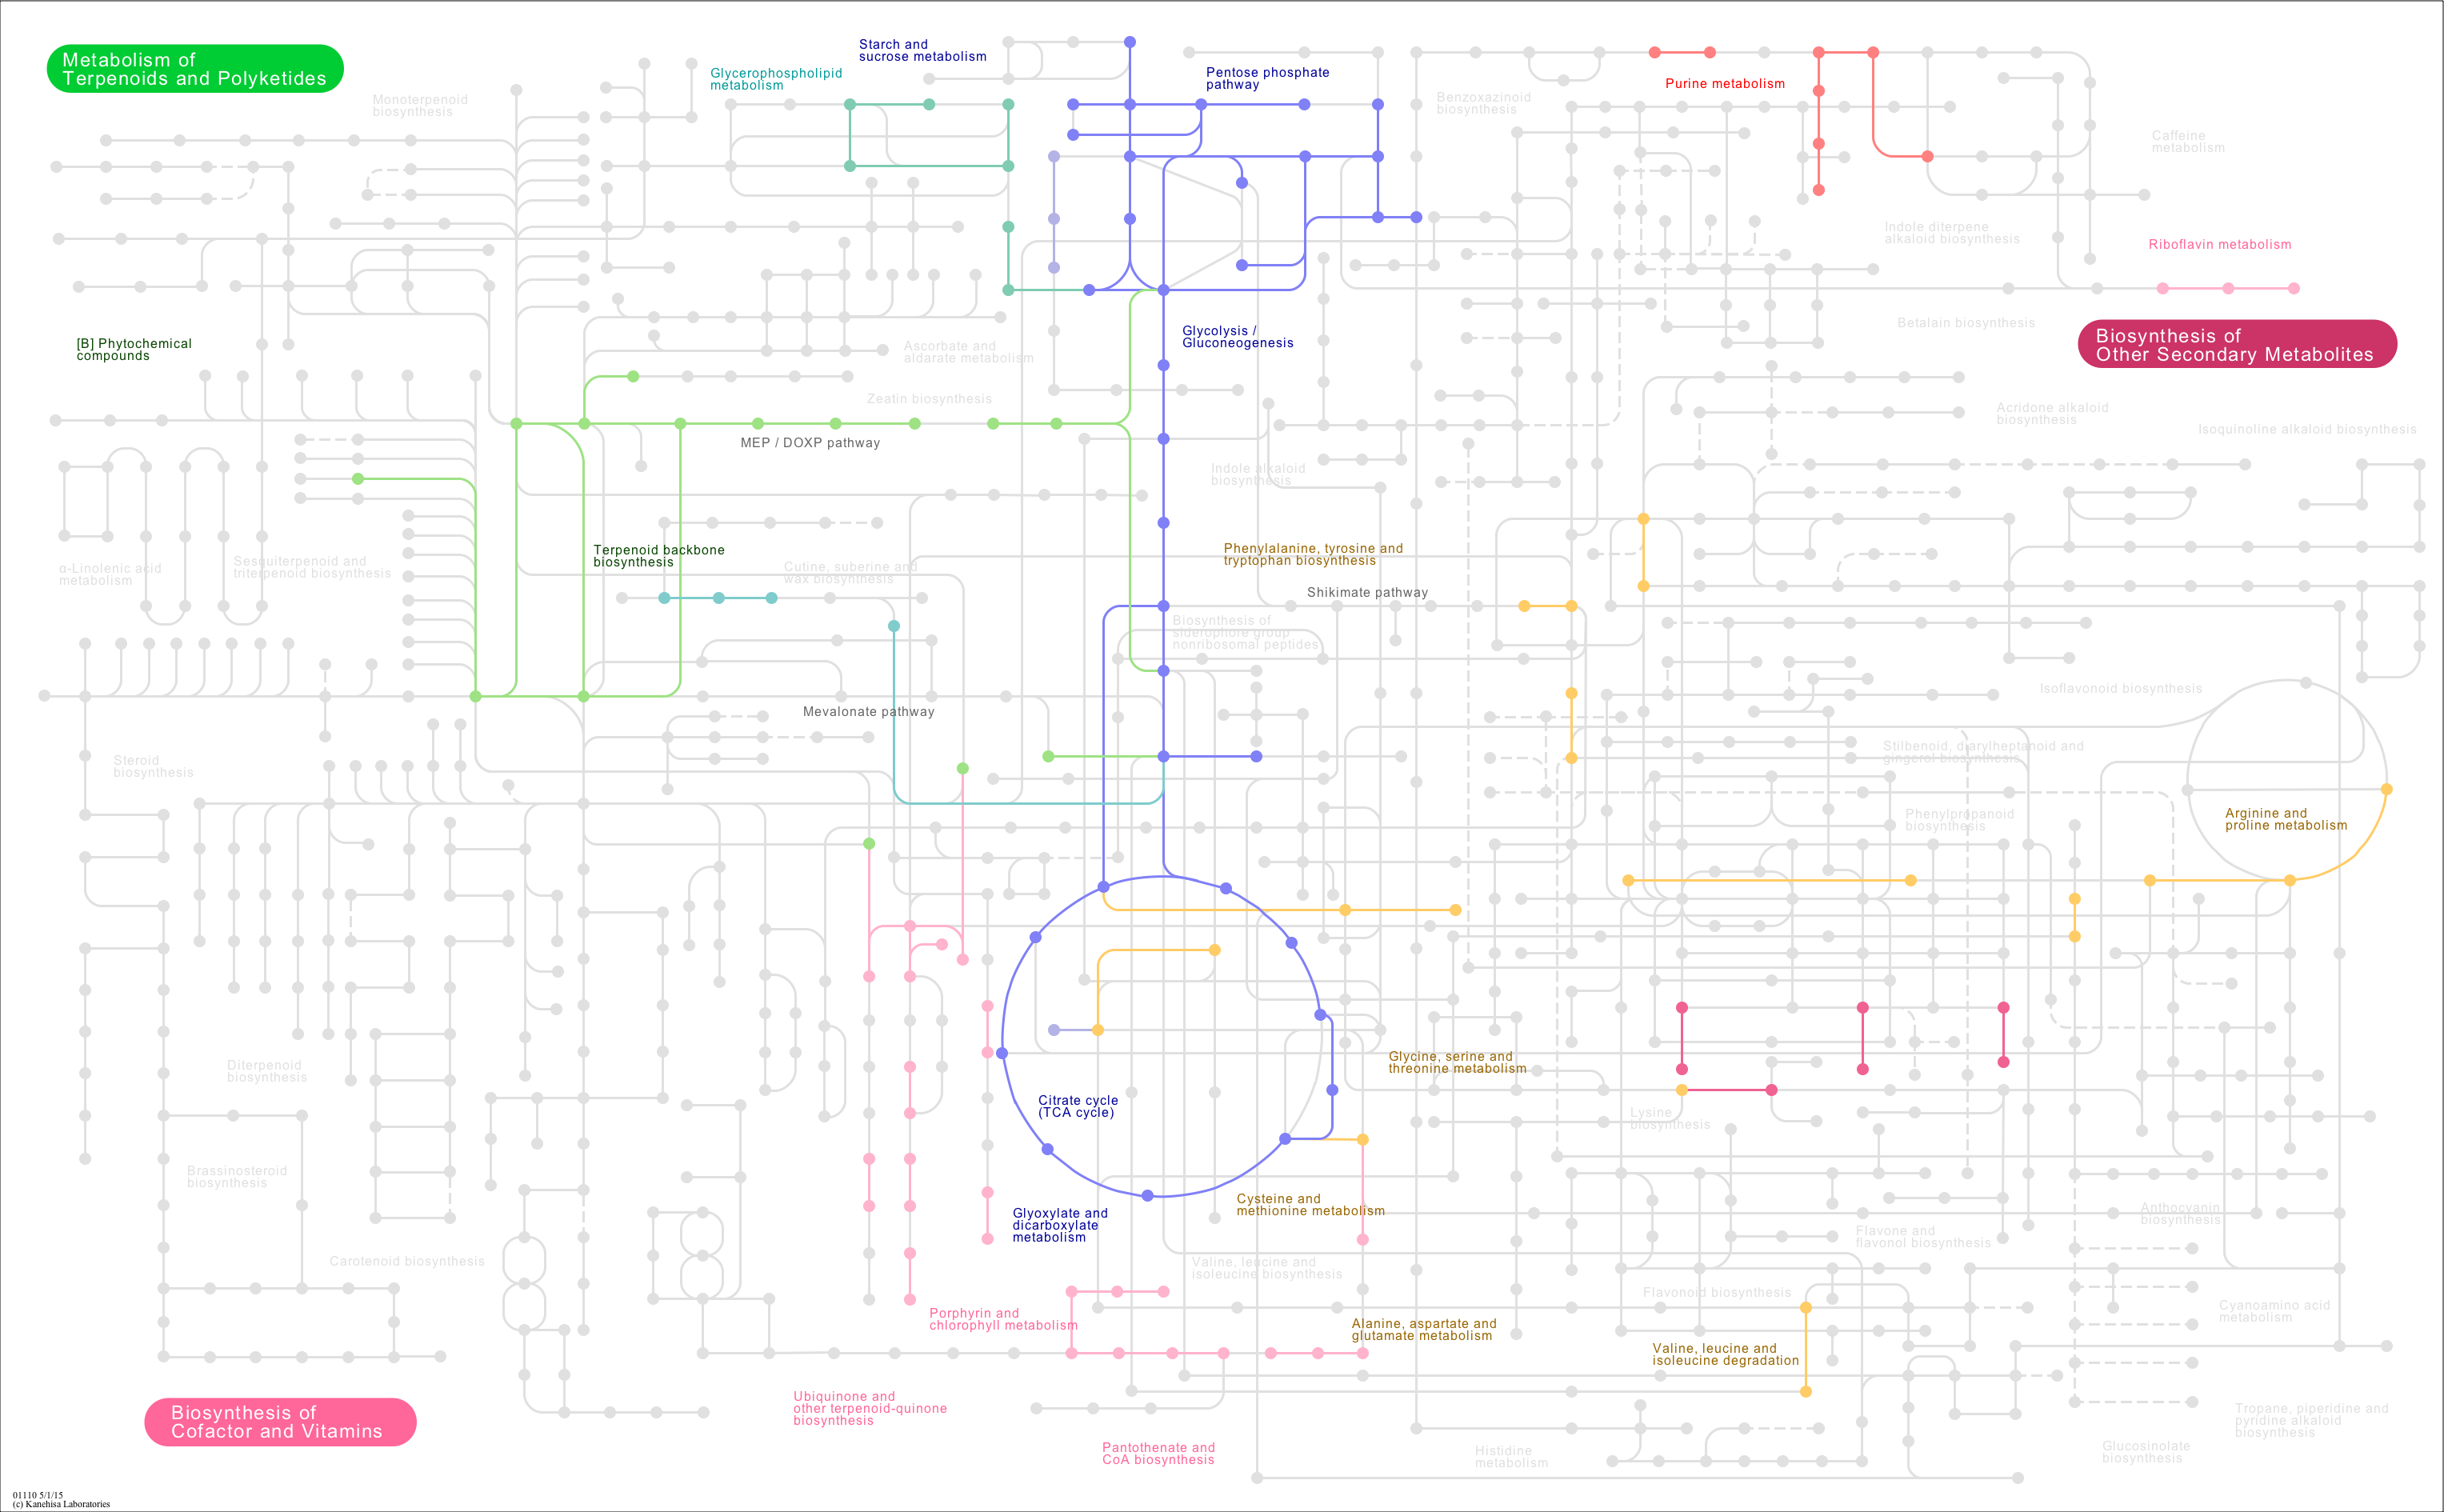 Metabolism of
Terpenoids and Polyketides
Starch and
sucrose metabolism
Glycerophospholipid
metabolism
Pentose phosphate
pathway
Purine metabolism
Monoterpenoid
biosynthesis
Benzoxazinoid
biosynthesis
Caffeine
metabolism
Indole diterpene
alkaloid biosynthesis
Riboflavin metabolism
[B] Phytochemical
compounds
Glycolysis /
Gluconeogenesis
Ascorbate and
aldarate metabolism
Betalain biosynthesis
Biosynthesis of
Other Secondary Metabolites
Zeatin biosynthesis
Acridone alkaloid
biosynthesis
Isoquinoline alkaloid biosynthesis
MEP / DOXP pathway
Indole alkaloid
biosynthesis
α-Linolenic acid
metabolism
Sesquiterpenoid and
triterpenoid biosynthesis
Terpenoid backbone
biosynthesis
Cutine, suberine and
wax biosynthesis
Phenylalanine, tyrosine and
tryptophan biosynthesis
Shikimate pathway
Biosynthesis of
siderophore group
nonribosomal peptides
Mevalonate pathway
Isoflavonoid biosynthesis
Steroid
biosynthesis
Stilbenoid, diarylheptanoid and
gingerol biosynthesis
Phenylpropanoid
biosynthesis
Arginine and
proline metabolism
Diterpenoid
biosynthesis
Citrate cycle
(TCA cycle)
Glycine, serine and
threonine metabolism
Lysine
biosynthesis
Brassinosteroid
biosynthesis
Glyoxylate and
dicarboxylate
metabolism
Cysteine and
methionine metabolism
Anthocyanin
biosynthesis
Flavone and
flavonol biosynthesis
Carotenoid biosynthesis
Valine, leucine and
isoleucine biosynthesis
Flavonoid biosynthesis
Cyanoamino acid
metabolism
Porphyrin and
chlorophyll metabolism
Alanine, aspartate and
glutamate metabolism
Valine, leucine and
isoleucine degradation
Biosynthesis of
Cofactor and Vitamins
Ubiquinone and
other terpenoid-quinone
biosynthesis
Pantothenate and
CoA biosynthesis
Histidine
metabolism
Tropane, piperidine and
pyridine alkaloid
biosynthesis
Glucosinolate
biosynthesis
01110 5/1/15
(c) Kanehisa Laboratories